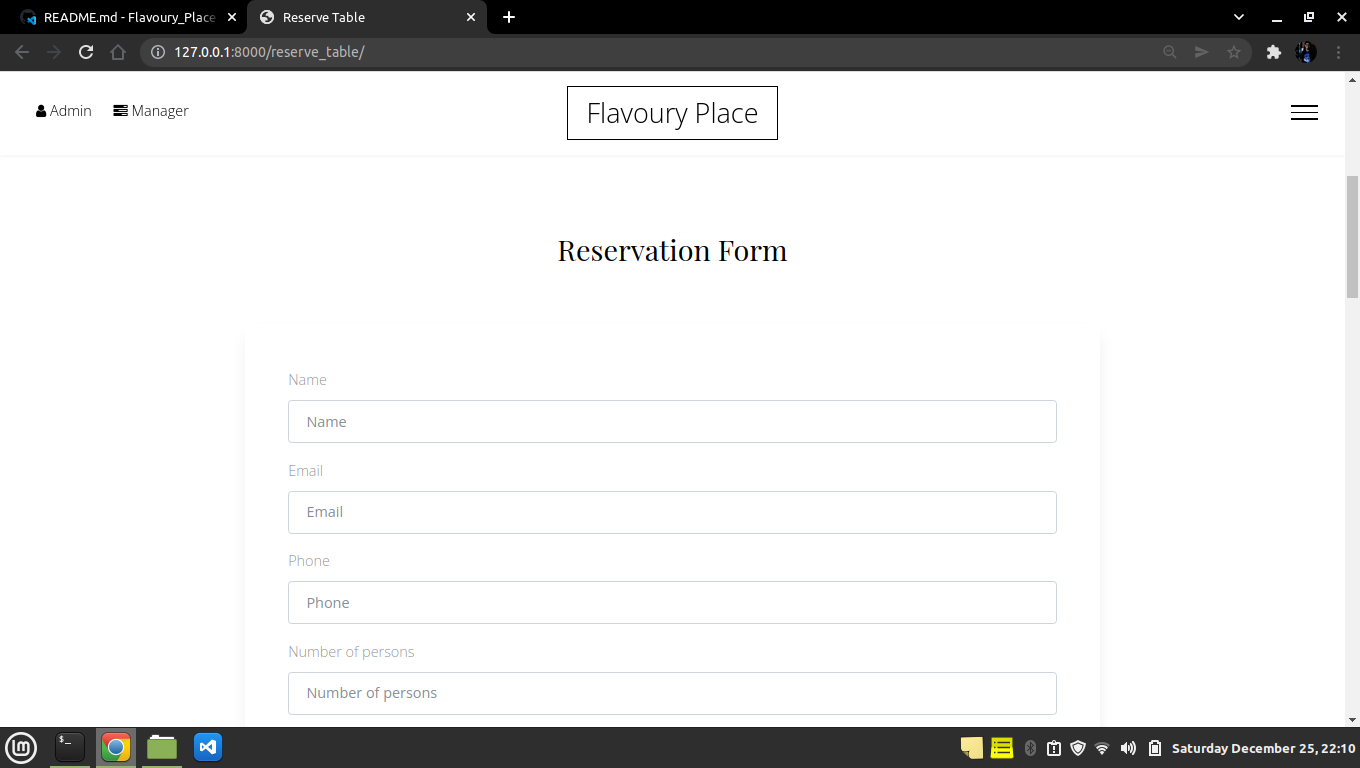 README.md - Flavoury_Place
Reserve Table
127.0.0.1:8000/reserve_table/
Admin
Manager
Flavoury Place
Reservation Form
Name
Name
Email
Email
Phone
Phone
Number of persons
Number of persons
$_
lm
Saturday December 25, 22:10